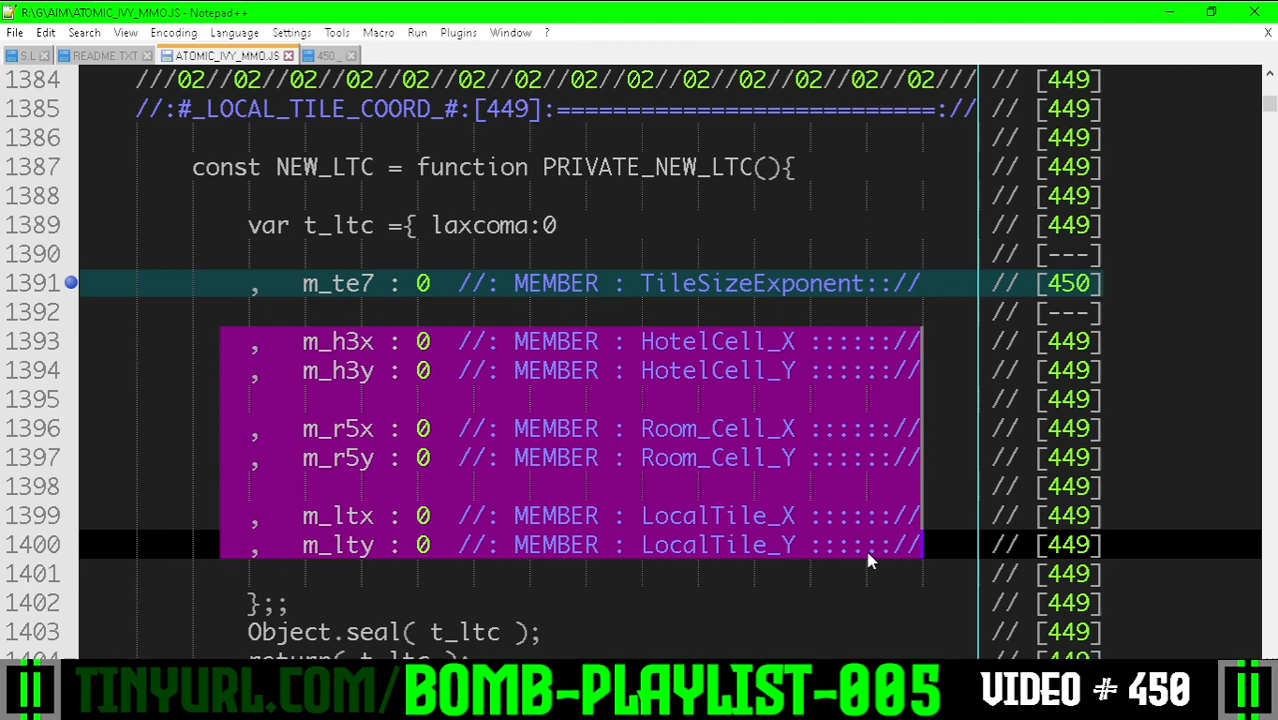 R:\G\AIM\ATOMIC_IVY_MMO.JS - Notepad++
File Edit Search View Encoding Language Settings Tools Macro Run Plugins Window ? X
S.L README.TXT ATOMIC_IVY_MMO.JS 450._
1384 ///02//02//02//02//02//02//02//02//02//02//02//02//02//02/// // [449]
1385 //:#_LOCAL_TILE_COORD_#:[449]:===========================:// // [449]
1386 // [449]
1387 const NEW_LTC = function PRIVATE_NEW_LTC(){ // [449]
1388 // [449]
1389 var t_ltc ={ laxcoma:0 // [449]
1390 // [---]
1391 , m_te7 : 0 //: MEMBER : TileSizeExponent::// // [450]
1392 // [---]
1393 , m_h3x : 0 //: MEMBER : HotelCell_X :::::::// // [449]
1394 , m_h3y : 0 //: MEMBER : HotelCell_Y :::::::// // [449]
1395 // [449]
1396 , m_r5x : 0 //: MEMBER : Room_Cell_X :::::::// // [449]
1397 , m_r5y : 0 //: MEMBER : Room_Cell_Y :::::::// // [449]
1398 // [449]
1399 , m_ltx : 0 //: MEMBER : LocalTile_X :::::::// // [449]
1400 , m_lty : 0 //: MEMBER : LocalTile_Y :::::::// // [449]
1401 // [449]
1402 };; // [449]
1403 Object.seal( t_ltc ); // [449]
return( t_ltc );
TINYURL.COM/BOMB-PLAYLIST-005 VIDEO # 450